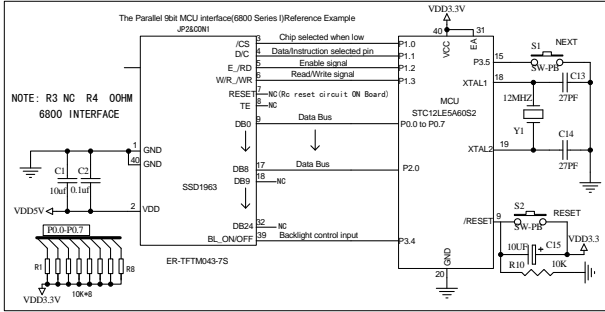 The Parallel 9bit MCU interface(6800 Series I)Reference Example
JP2&CON1
VDD3.3V
40
31
VCC
EA
/CS
3
Chip selected when low
P1.0
D/C
4
Data/Instruction selected pin
P1.1
E_/RD
5
Enable signal
P1.2
W/R_/WR
6
Read/Write signal
P1.3
RESET
7
NC(Rc reset circuit ON Board)
TE
8
NC
DB0
9
Data Bus
P0.0 to P0.7
DB8
17
Data Bus
P2.0
DB9
18
NC
DB24
32
NC
BL_ON/OFF
39
Backlight control input
P3.4
NOTE: R3 NC R4 0OHM
6800 INTERFACE
1
GND
40
GND
C1
10uf
C2
0.1uf
VDD5V
2
VDD
SSD1963
ER-TFTM043-7S
P0.0-P0.7
R1
R8
10K*8
VDD3.3V
MCU
STC12LE5A60S2
P3.5
15
S1
NEXT
SW-PB
XTAL1
18
C13
27PF
12MHZ
Y1
XTAL2
19
C14
27PF
/RESET
9
S2
RESET
SW-PB
10UF
+
C15
VDD3.3
R10
10K
GND
20